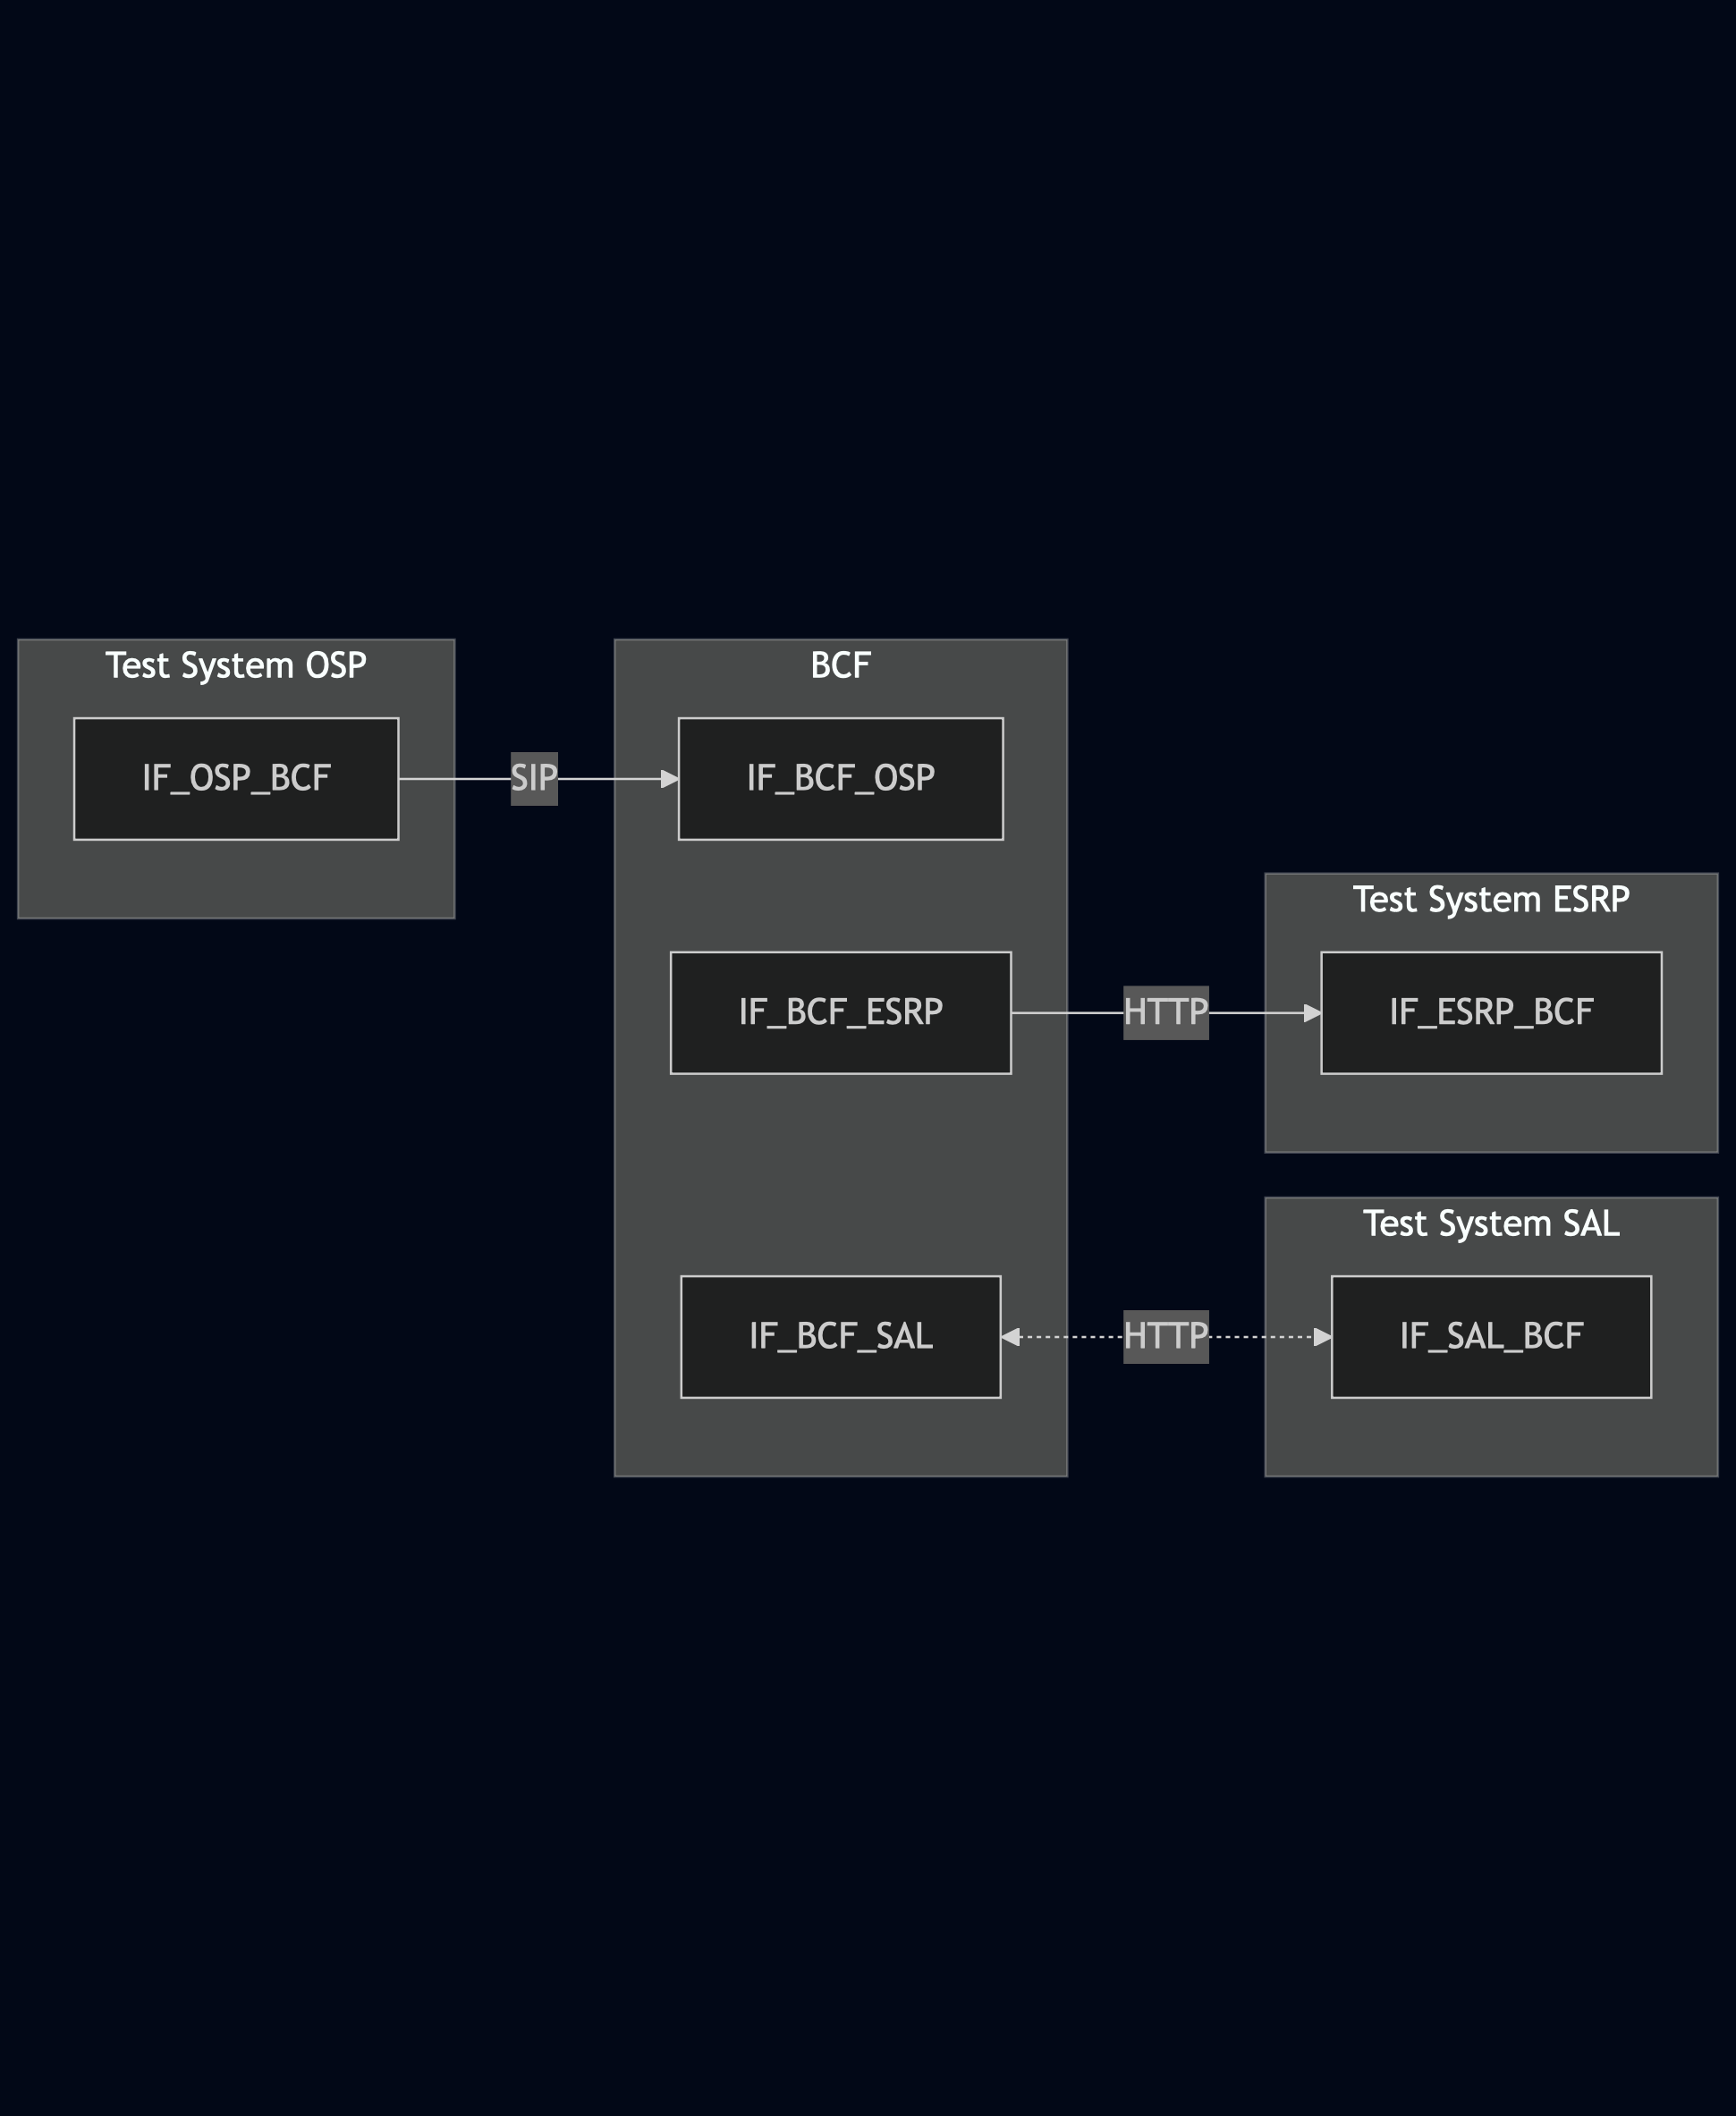 Test System OSP
IF_OSP_BCF
SIP
BCF
IF_BCF_OSP
IF_BCF_ESRP
HTTP
Test System ESRP
IF_ESRP_BCF
IF_BCF_SAL
HTTP
Test System SAL
IF_SAL_BCF